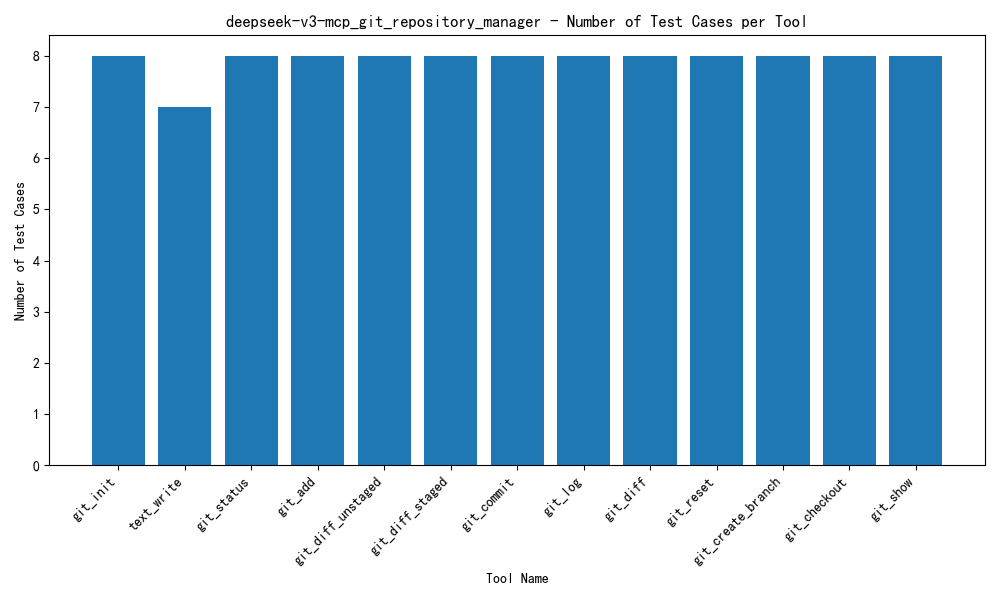 deepseek-v3-mcp_git_repository_manager - Number of Test Cases per Tool
Number of Test Cases
8
7
6
5
4
3
2
1
0
git_init
text_write
git_status
git_add
git_diff_unstaged
git_diff_staged
git_commit
git_log
git_diff
git_reset
git_create_branch
git_checkout
git_show
Tool Name